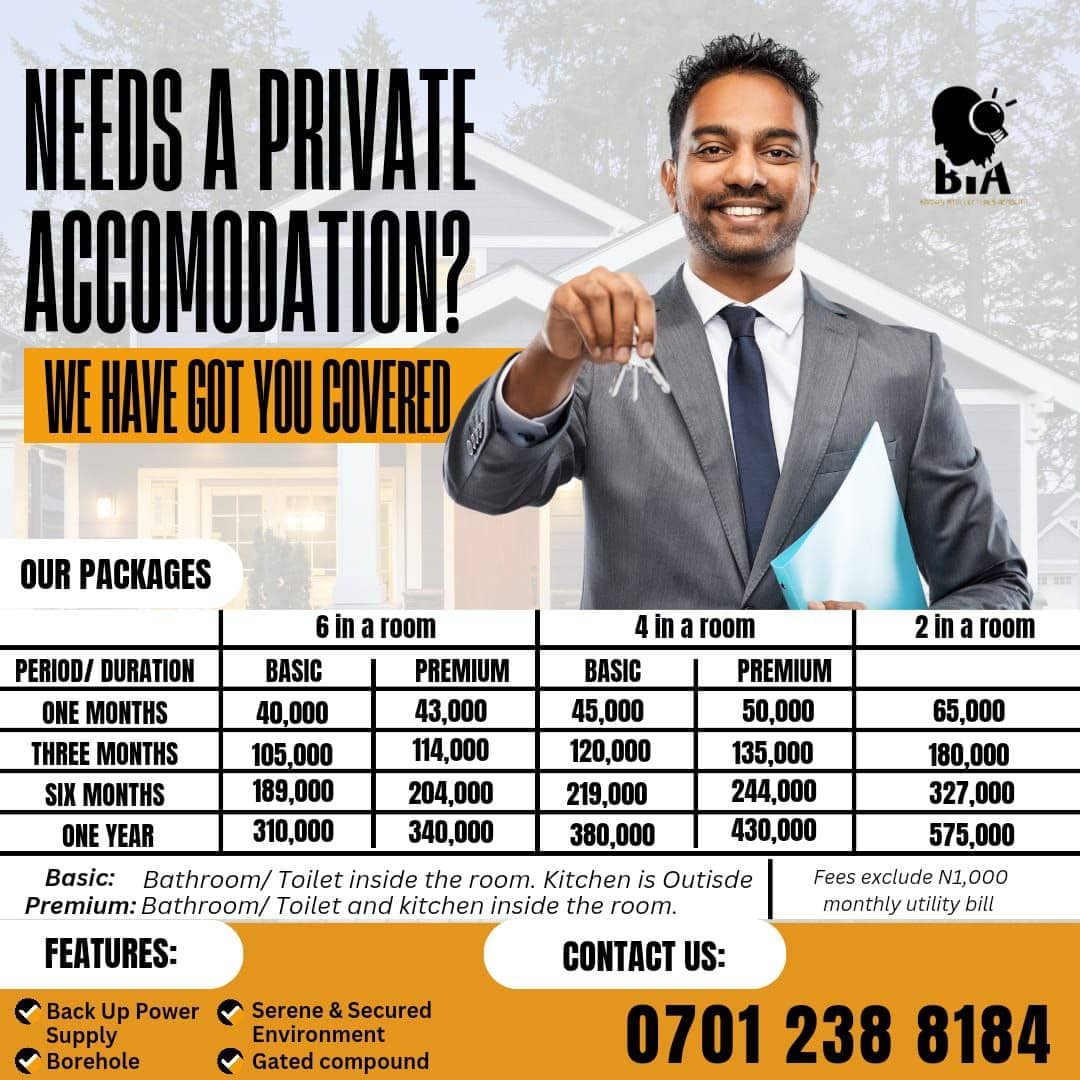 NEEDS A PRIVATE
ACCOMODATION?
WE HAVE GOT YOU COVERED
BIA
OUR PACKAGES
6 in a room 4 in a room 2 in a room
PERIOD/ DURATION BASIC PREMIUM BASIC PREMIUM
ONE MONTHS 40,000 43,000 45,000 50,000 65,000
THREE MONTHS 105,000 114,000 120,000 135,000 180,000
SIX MONTHS 189,000 204,000 219,000 244,000 327,000
ONE YEAR 310,000 340,000 380,000 430,000 575,000
Basic: Bathroom/ Toilet inside the room. Kitchen is Outisde
Premium: Bathroom/ Toilet and kitchen inside the room.
Fees exclude N1,000
monthly utility bill
FEATURES:
Back Up Power
Supply
Borehole
Serene & Secured
Environment
Gated compound
CONTACT US:
0701 238 8184